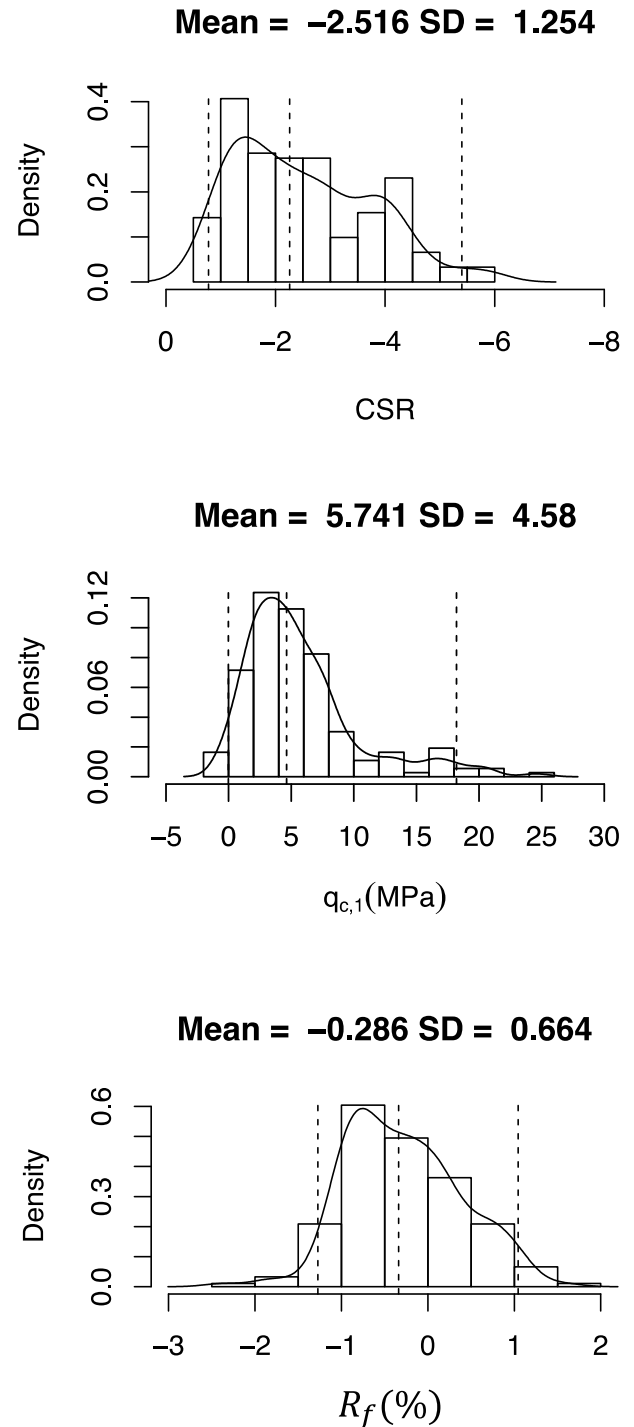 Mean = −2.516 SD = 1.254
Density
0.0 0.2 0.4
0 −2 −4 −6 −8
CSR
Mean = 5.741 SD = 4.58
Density
0.00 0.06 0.12
−5 0 5 10 15 20 25 30
qc,1(MPa)
Mean = −0.286 SD = 0.664
Density
0.0 0.3 0.6
−3 −2 −1 0 1 2
Rf(%)